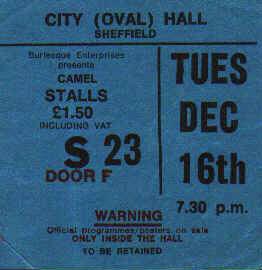 CITY (OVAL) HALL
SHEFFIELD
Burlesque Enterprises
presents
CAMEL
STALLS
£1.50
INCLUDING VAT
S 23
DOOR F
TUES
DEC
16th
7.30 p.m.
WARNING
Official programmes/posters on sale
ONLY INSIDE THE HALL
TO BE RETAINED